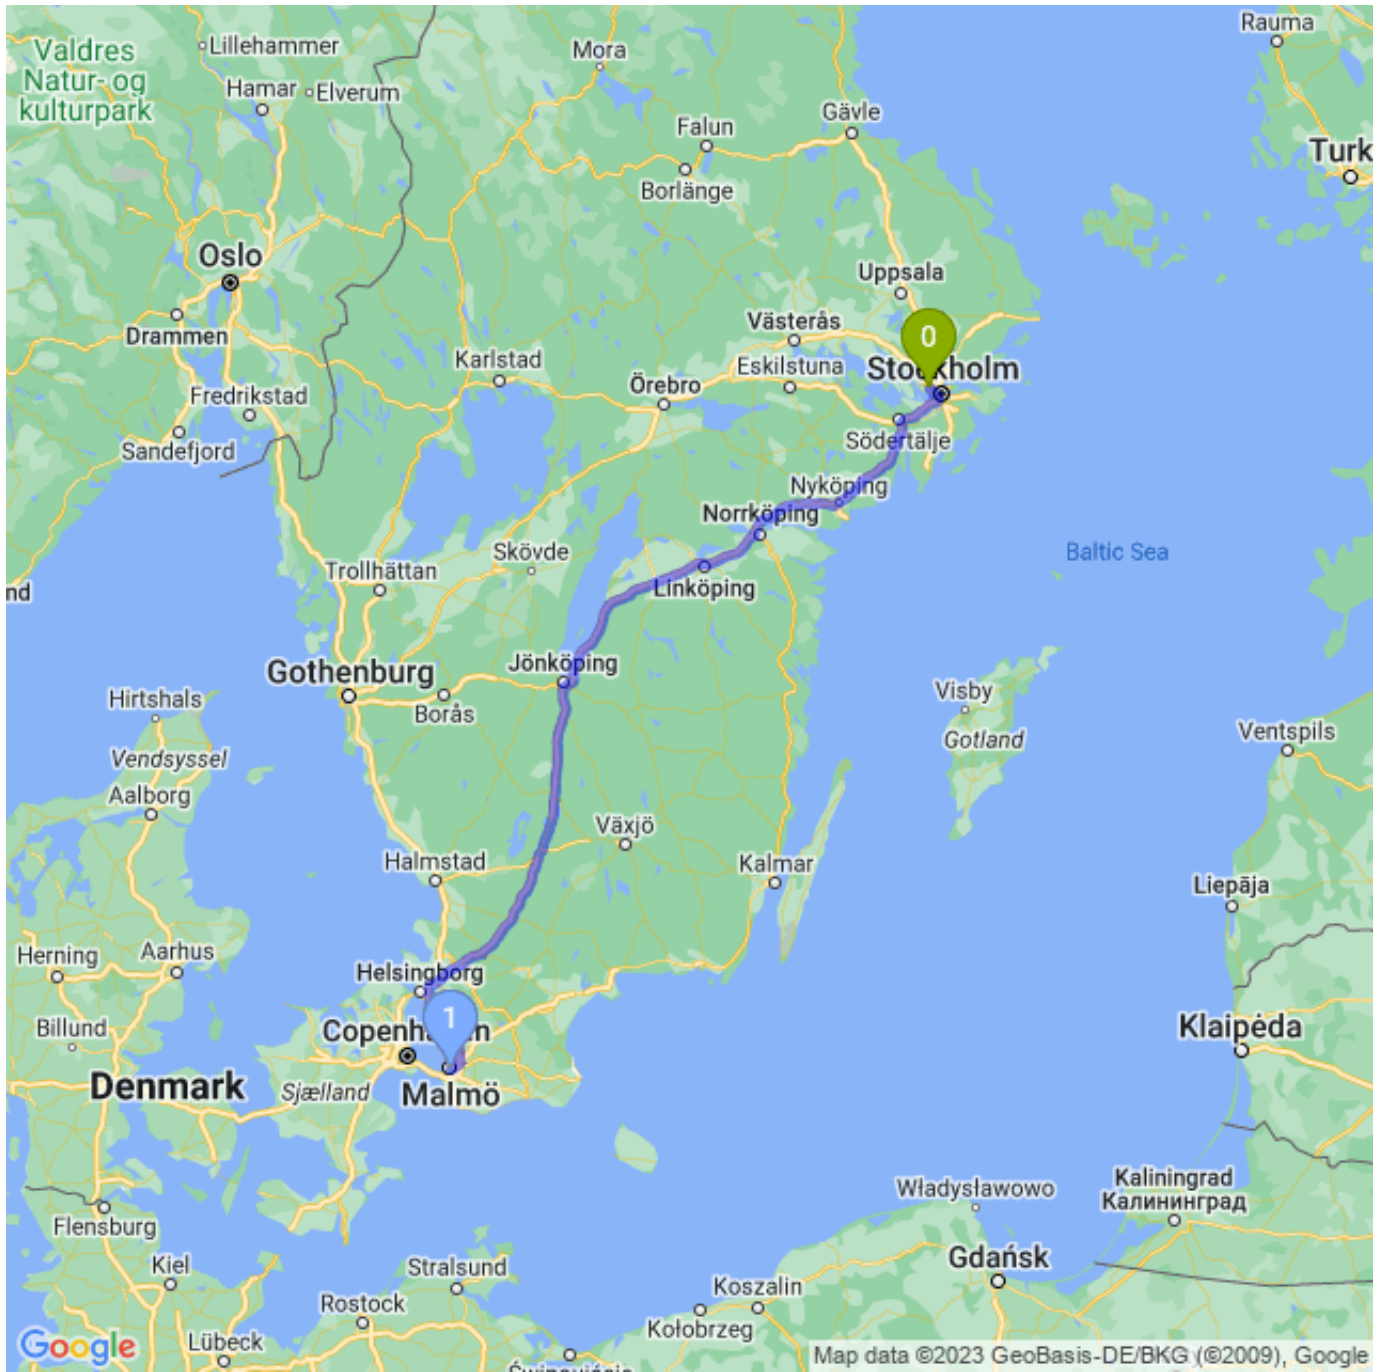 Rauma
Valdres
Natur- og
kulturpark
Lillehammer
Mora
Hamar
Elverum
Gävle
Falun
Turk
Borlänge
Oslo
Uppsala
Drammen
Västerås
0
Karlstad
Eskilstuna
Stockholm
Örebro
Fredrikstad
Sandefjord
Södertälje
Nyköping
Norrköping
Skövde
Baltic Sea
Trollhättan
nd
Linköping
Jönköping
Gothenburg
Hirtshals
Visby
Borås
Ventspils
Gotland
Vendsyssel
Aalborg
Växjö
Halmstad
Kalmar
Liepāja
Aarhus
Herning
Helsingborg
1
Billund
Klaipėda
Denmark
Sjælland
Malmö
Kaliningrad
Калининград
Władysławowo
Flensburg
Gdańsk
Kiel
Stralsund
Koszalin
Rostock
Kołobrzeg
Lübeck
Google
Map data ©2023 GeoBasis-DE/BKG (©2009), Google